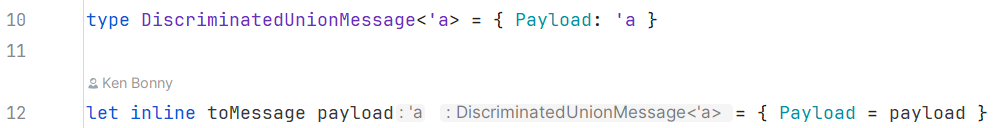 10 type DiscriminatedUnionMessage<'a> = { Payload: 'a }
11
Ken Bonny
12 let inline toMessage payload : 'a : DiscriminatedUnionMessage<'a> = { Payload = payload }